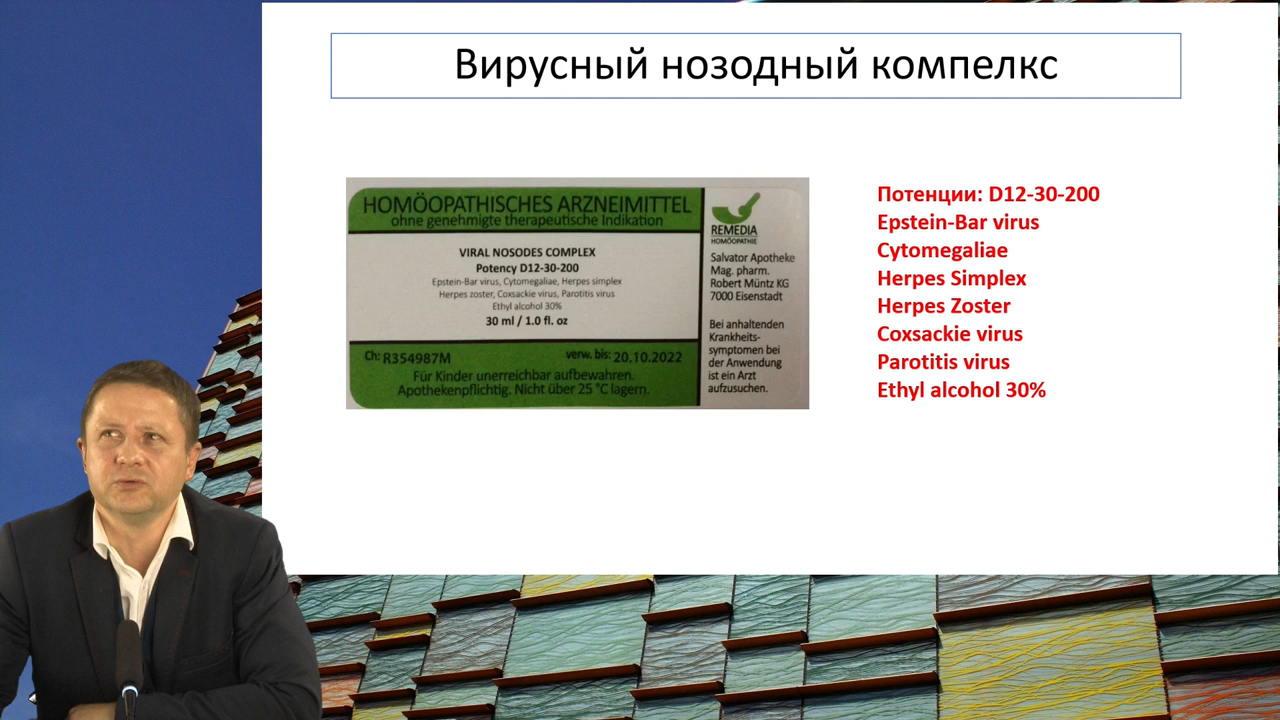 Вирусный нозодный компелкс
HOMÖOPATHISCHES ARZNEIMITTEL
ohne genehmigte therapeutische Indikation
VIRAL NOSODES COMPLEX
Potency D12-30-200
Epstein-Bar virus, Cytomegaliae, Herpes simplex
Herpes zoster, Coxsackie virus, Parotitis virus
Ethyl alcohol 30%
30 ml / 1.0 fl. oz
Ch: R354987M
verw. bis: 20.10.2022
Für Kinder unerreichbar aufbewahren.
Apothekenpflichtig. Nicht über 25 °C lagern.
REMEDIA
HOMÖOPATHIE
Salvator Apotheke
Mag. pharm.
Robert Müntz KG
7000 Eisenstadt
Bei anhaltenden
Krankheits-
symptomen bei
der Anwendung
ist ein Arzt
aufzusuchen.
Потенции: D12-30-200
Epstein-Bar virus
Cytomegaliae
Herpes Simplex
Herpes Zoster
Coxsackie virus
Parotitis virus
Ethyl alcohol 30%